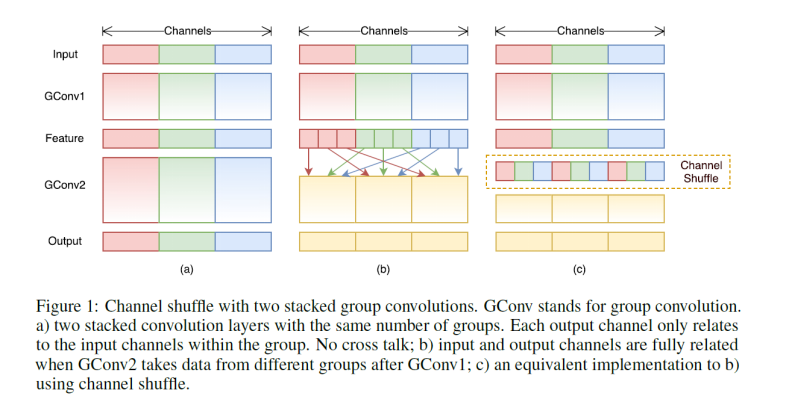 Channels Channels Channels
Input
GConv1
Feature
Channel
Shuffle
GConv2
Output
(a) (b) (c)
Figure 1: Channel shuffle with two stacked group convolutions. GConv stands for group convolution.
a) two stacked convolution layers with the same number of groups. Each output channel only relates
to the input channels within the group. No cross talk; b) input and output channels are fully related
when GConv2 takes data from different groups after GConv1; c) an equivalent implementation to b)
using channel shuffle.